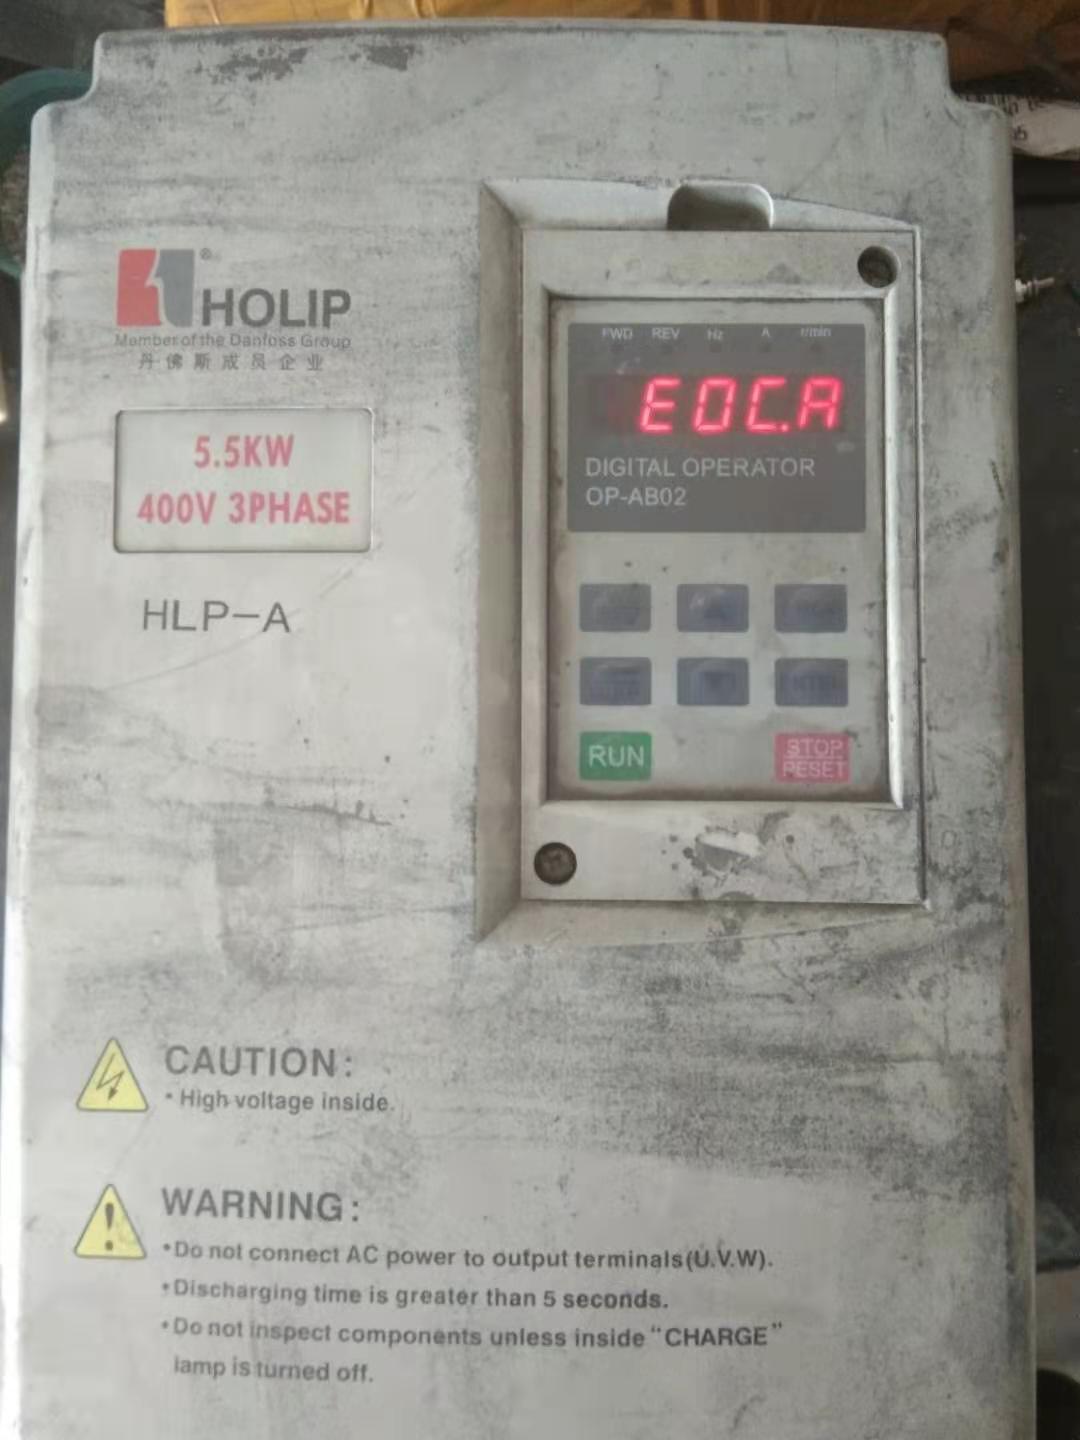 HOLIP
®
Member of the Danfoss Group
丹佛斯成员企业
5.5KW
400V 3PHASE
HLP-A
FWD REV Hz A r/min
E0C.A
DIGITAL OPERATOR
OP-AB02
RUN
STOP
RESET
CAUTION:
• High voltage inside.
WARNING:
• Do not connect AC power to output terminals(U.V.W).
• Discharging time is greater than 5 seconds.
• Do not inspect components unless inside "CHARGE"
lamp is turned off.